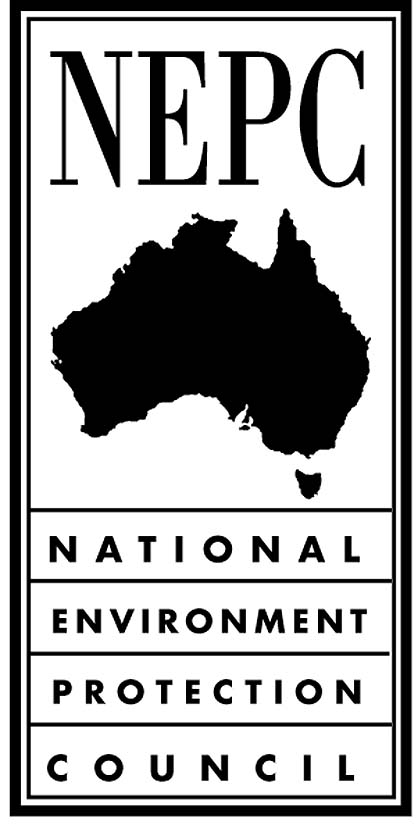 NEPC
NATIONAL
ENVIRONMENT
PROTECTION
COUNCIL